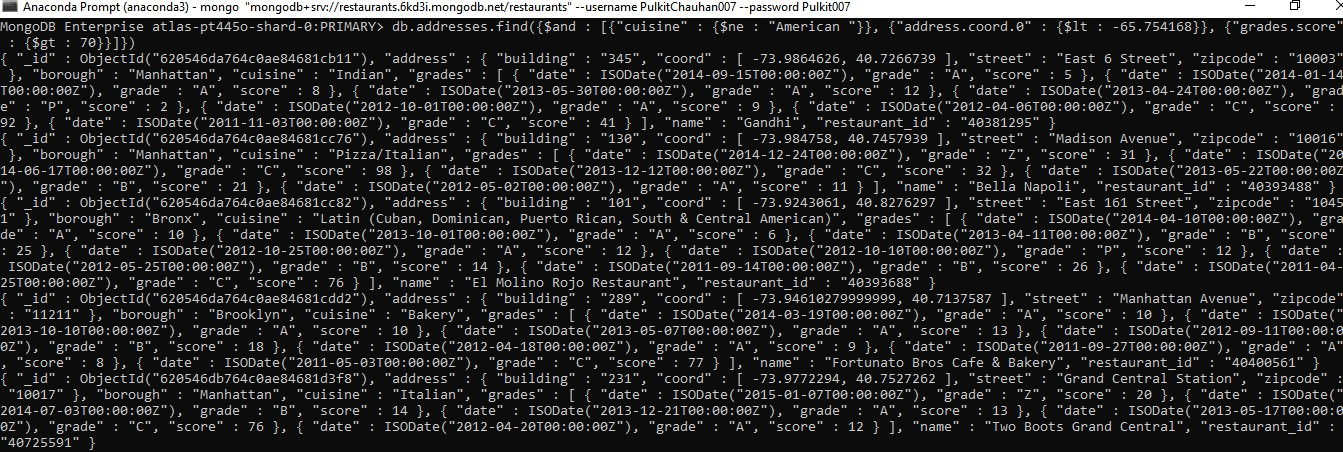 Anaconda Prompt (anaconda3) - mongo "mongodb+srv://restaurants.6kd3i.mongodb.net/restaurants" --username PulkitChauhan007 --password Pulkit007
MongoDB Enterprise atlas-pt445o-shard-0:PRIMARY> db.addresses.find({$and : [{"cuisine" : {$ne : "American "}}, {"address.coord.0" : {$lt : -65.754168}}, {"grades.score"
: {$gt : 70}}]})
{ "_id" : ObjectId("620546da764c0ae84681cb11"), "address" : { "building" : "345", "coord" : [ -73.9864626, 40.7266739 ], "street" : "East 6 Street", "zipcode" : "10003"
}, "borough" : "Manhattan", "cuisine" : "Indian", "grades" : [ { "date" : ISODate("2014-09-15T00:00:00Z"), "grade" : "A", "score" : 5 }, { "date" : ISODate("2014-01-14
T00:00:00Z"), "grade" : "A", "score" : 8 }, { "date" : ISODate("2013-05-30T00:00:00Z"), "grade" : "A", "score" : 12 }, { "date" : ISODate("2013-04-24T00:00:00Z"), "grad
e" : "P", "score" : 2 }, { "date" : ISODate("2012-10-01T00:00:00Z"), "grade" : "A", "score" : 9 }, { "date" : ISODate("2012-04-06T00:00:00Z"), "grade" : "C", "score" :
92 }, { "date" : ISODate("2011-11-03T00:00:00Z"), "grade" : "C", "score" : 41 } ], "name" : "Gandhi", "restaurant_id" : "40381295" }
{ "_id" : ObjectId("620546da764c0ae84681cc76"), "address" : { "building" : "130", "coord" : [ -73.984758, 40.7457939 ], "street" : "Madison Avenue", "zipcode" : "10016"
}, "borough" : "Manhattan", "cuisine" : "Pizza/Italian", "grades" : [ { "date" : ISODate("2014-12-24T00:00:00Z"), "grade" : "Z", "score" : 31 }, { "date" : ISODate("20
14-06-17T00:00:00Z"), "grade" : "C", "score" : 98 }, { "date" : ISODate("2013-12-12T00:00:00Z"), "grade" : "C", "score" : 32 }, { "date" : ISODate("2013-05-22T00:00:00Z
"), "grade" : "B", "score" : 21 }, { "date" : ISODate("2012-05-02T00:00:00Z"), "grade" : "A", "score" : 11 } ], "name" : "Bella Napoli", "restaurant_id" : "40393488" }
{ "_id" : ObjectId("620546da764c0ae84681cc82"), "address" : { "building" : "101", "coord" : [ -73.9243061, 40.8276297 ], "street" : "East 161 Street", "zipcode" : "1045
1" }, "borough" : "Bronx", "cuisine" : "Latin (Cuban, Dominican, Puerto Rican, South & Central American)", "grades" : [ { "date" : ISODate("2014-04-10T00:00:00Z"), "gra
de" : "A", "score" : 10 }, { "date" : ISODate("2013-10-01T00:00:00Z"), "grade" : "A", "score" : 6 }, { "date" : ISODate("2013-04-11T00:00:00Z"), "grade" : "B", "score"
: 25 }, { "date" : ISODate("2012-10-25T00:00:00Z"), "grade" : "A", "score" : 12 }, { "date" : ISODate("2012-10-10T00:00:00Z"), "grade" : "P", "score" : 12 }, { "date" :
ISODate("2012-05-25T00:00:00Z"), "grade" : "B", "score" : 14 }, { "date" : ISODate("2011-09-14T00:00:00Z"), "grade" : "B", "score" : 26 }, { "date" : ISODate("2011-04-
25T00:00:00Z"), "grade" : "C", "score" : 76 } ], "name" : "El Molino Rojo Restaurant", "restaurant_id" : "40393688" }
{ "_id" : ObjectId("620546da764c0ae84681cdd2"), "address" : { "building" : "289", "coord" : [ -73.94610279999999, 40.7137587 ], "street" : "Manhattan Avenue", "zipcode"
: "11211" }, "borough" : "Brooklyn", "cuisine" : "Bakery", "grades" : [ { "date" : ISODate("2014-03-19T00:00:00Z"), "grade" : "A", "score" : 10 }, { "date" : ISODate("
2013-10-10T00:00:00Z"), "grade" : "A", "score" : 10 }, { "date" : ISODate("2013-05-07T00:00:00Z"), "grade" : "A", "score" : 13 }, { "date" : ISODate("2012-09-11T00:00:0
0Z"), "grade" : "B", "score" : 18 }, { "date" : ISODate("2012-04-18T00:00:00Z"), "grade" : "A", "score" : 9 }, { "date" : ISODate("2011-09-27T00:00:00Z"), "grade" : "A"
, "score" : 8 }, { "date" : ISODate("2011-05-03T00:00:00Z"), "grade" : "C", "score" : 77 } ], "name" : "Fortunato Bros Cafe & Bakery", "restaurant_id" : "40400561" }
{ "_id" : ObjectId("620546db764c0ae84681d3f8"), "address" : { "building" : "231", "coord" : [ -73.9772294, 40.7527262 ], "street" : "Grand Central Station", "zipcode" :
"10017" }, "borough" : "Manhattan", "cuisine" : "Italian", "grades" : [ { "date" : ISODate("2015-01-07T00:00:00Z"), "grade" : "Z", "score" : 20 }, { "date" : ISODate("
2014-07-03T00:00:00Z"), "grade" : "B", "score" : 14 }, { "date" : ISODate("2013-12-21T00:00:00Z"), "grade" : "A", "score" : 13 }, { "date" : ISODate("2013-05-17T00:00:0
0Z"), "grade" : "C", "score" : 76 }, { "date" : ISODate("2012-04-20T00:00:00Z"), "grade" : "A", "score" : 12 } ], "name" : "Two Boots Grand Central", "restaurant_id" :
"40725591" }